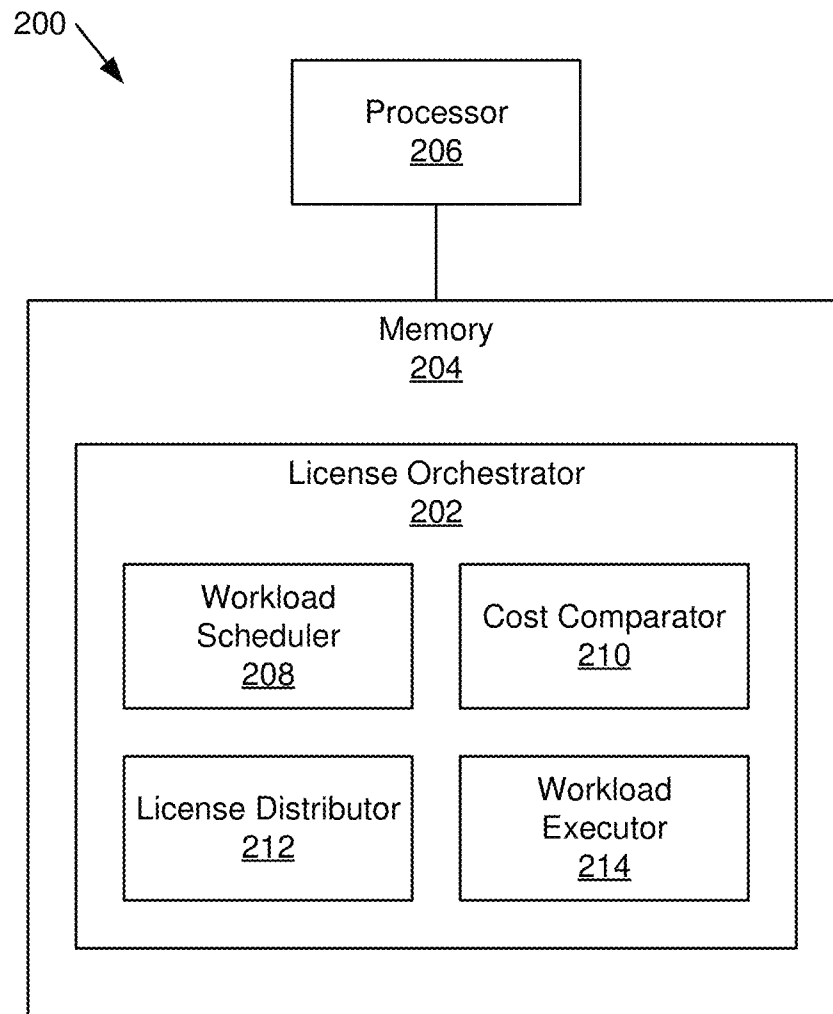 200
Processor
206
Memory
204
License Orchestrator
202
Workload
Scheduler
208
Cost Comparator
210
License Distributor
212
Workload
Executor
214